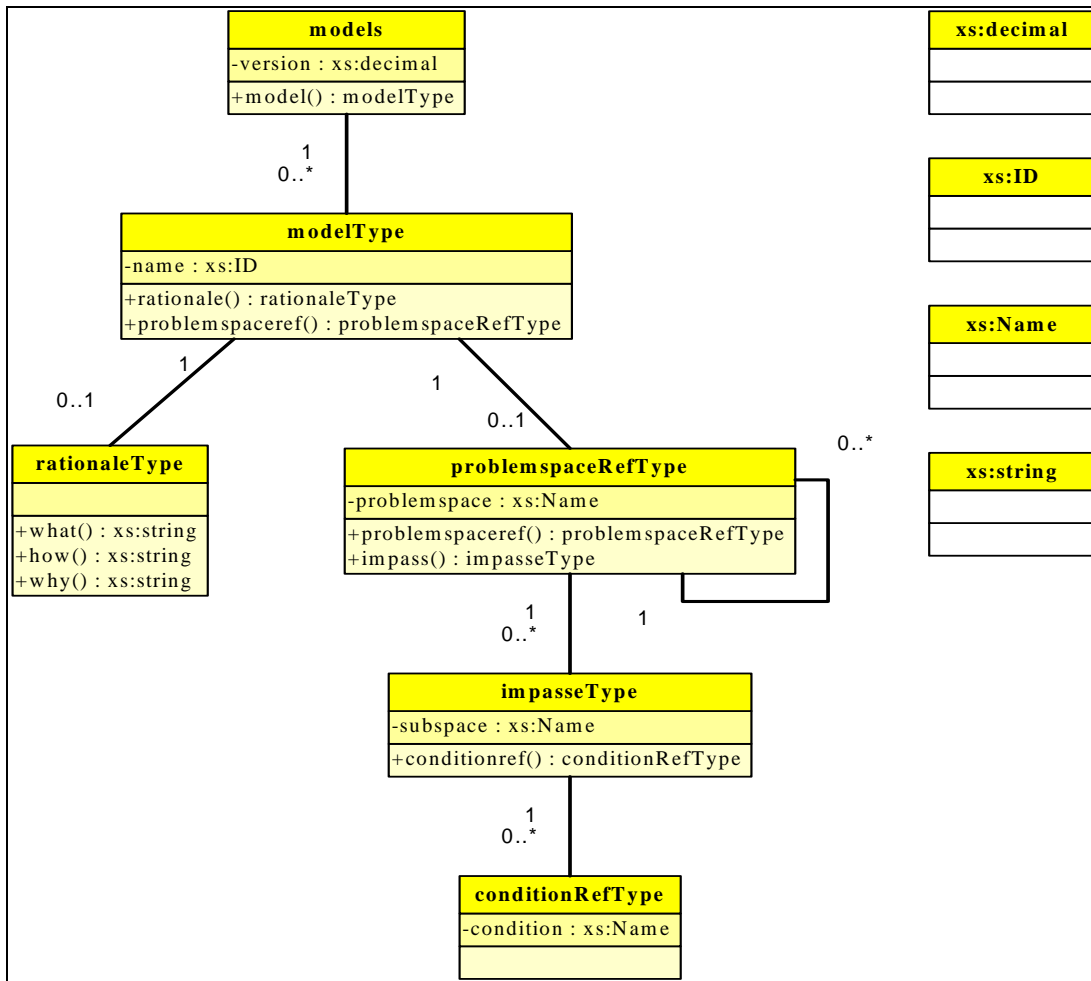 models
-version : xs:decimal
+model() : modelType
1
0..*
modelType
-name : xs:ID
+rationale() : rationaleType
+problemspaceref() : problemspaceRefType
1
0..1
1
0..1
rationaleType
+what() : xs:string
+how() : xs:string
+why() : xs:string
problemspaceRefType
-problemspace : xs:Name
+problemspaceref() : problemspaceRefType
+impass() : impasseType
0..*
1
1
0..*
impasseType
-subspace : xs:Name
+conditionref() : conditionRefType
1
0..*
conditionRefType
-condition : xs:Name
xs:decimal
xs:ID
xs:Name
xs:string